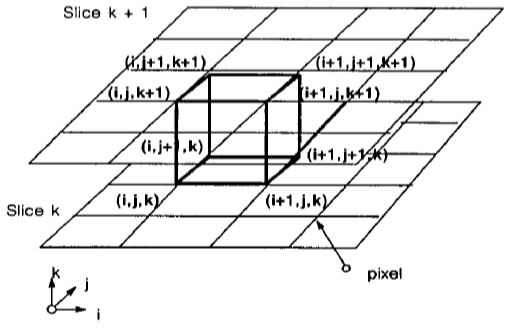 Slice k + 1
(i,j+1,k+1) (i+1,j+1,k+1)
(i,j,k+1) (i+1,j,k+1)
(i,j+1,k) (i+1,j+1,k)
Slice k (i,j,k) (i+1,j,k)
pixel
k
j
i